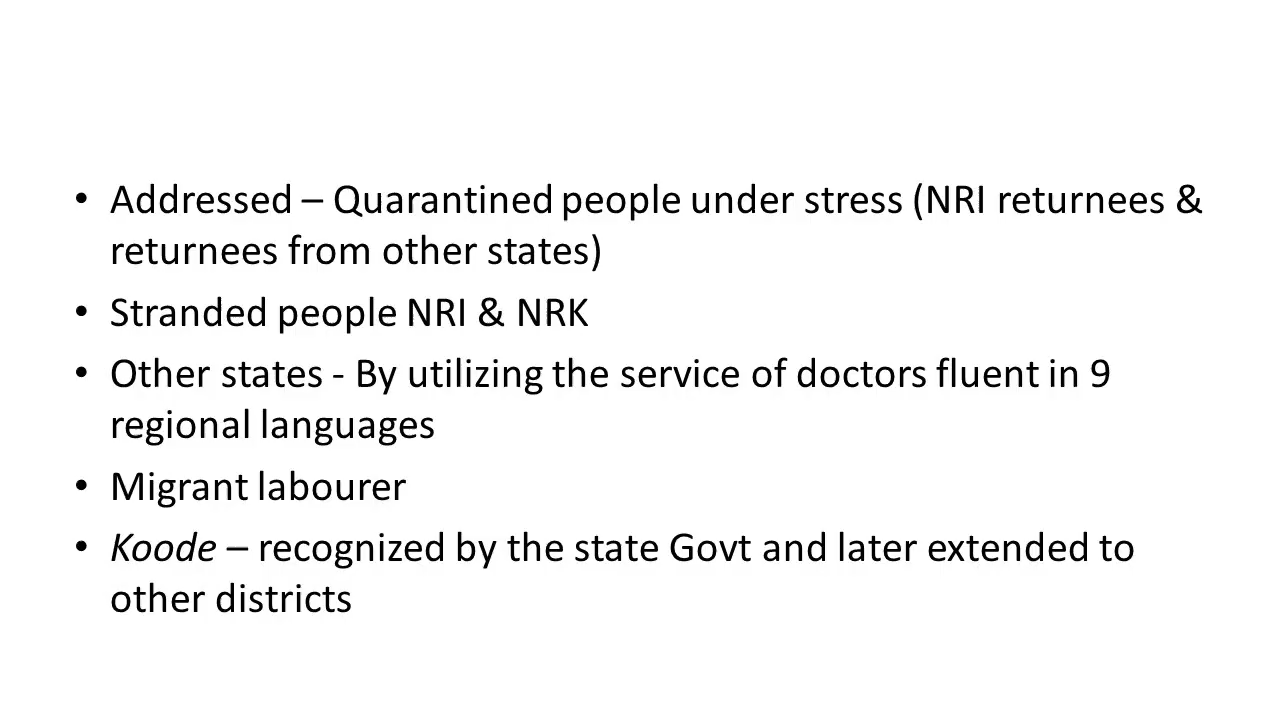 • Addressed – Quarantined people under stress (NRI returnees &
returnees from other states)
• Stranded people NRI & NRK
• Other states - By utilizing the service of doctors fluent in 9
regional languages
• Migrant labourer
• Koode – recognized by the state Govt and later extended to
other districts